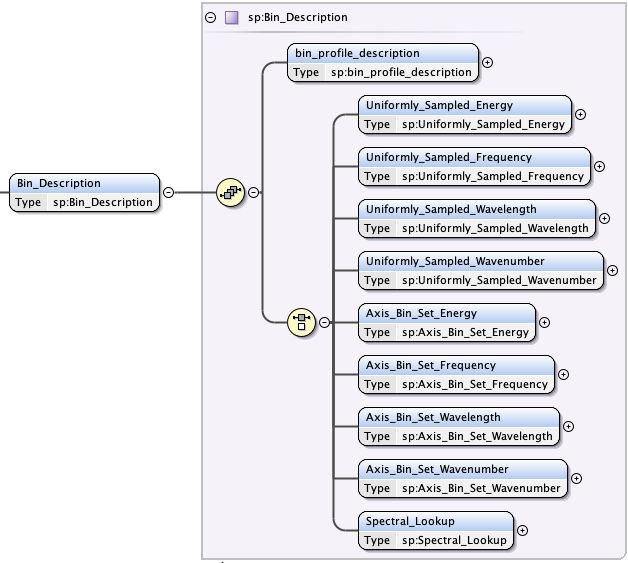 sp:Bin_Description
bin_profile_description
Type sp:bin_profile_description
Uniformly_Sampled_Energy
Type sp:Uniformly_Sampled_Energy
Uniformly_Sampled_Frequency
Type sp:Uniformly_Sampled_Frequency
Bin_Description
Type sp:Bin_Description
Uniformly_Sampled_Wavelength
Type sp:Uniformly_Sampled_Wavelength
Uniformly_Sampled_Wavenumber
Type sp:Uniformly_Sampled_Wavenumber
Axis_Bin_Set_Energy
Type sp:Axis_Bin_Set_Energy
Axis_Bin_Set_Frequency
Type sp:Axis_Bin_Set_Frequency
Axis_Bin_Set_Wavelength
Type sp:Axis_Bin_Set_Wavelength
Axis_Bin_Set_Wavenumber
Type sp:Axis_Bin_Set_Wavenumber
Spectral_Lookup
Type sp:Spectral_Lookup